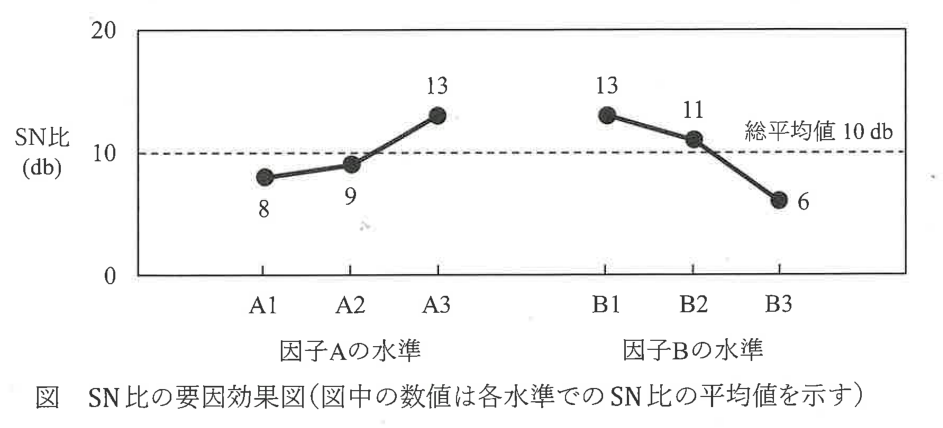 20
SN比
(db)
10
0
8
9
13
13
11
6
総平均値 10 db
A1 A2 A3 B1 B2 B3
因子Aの水準 因子Bの水準
図 SN比の要因効果図(図中の数値は各水準でのSN比の平均値を示す)